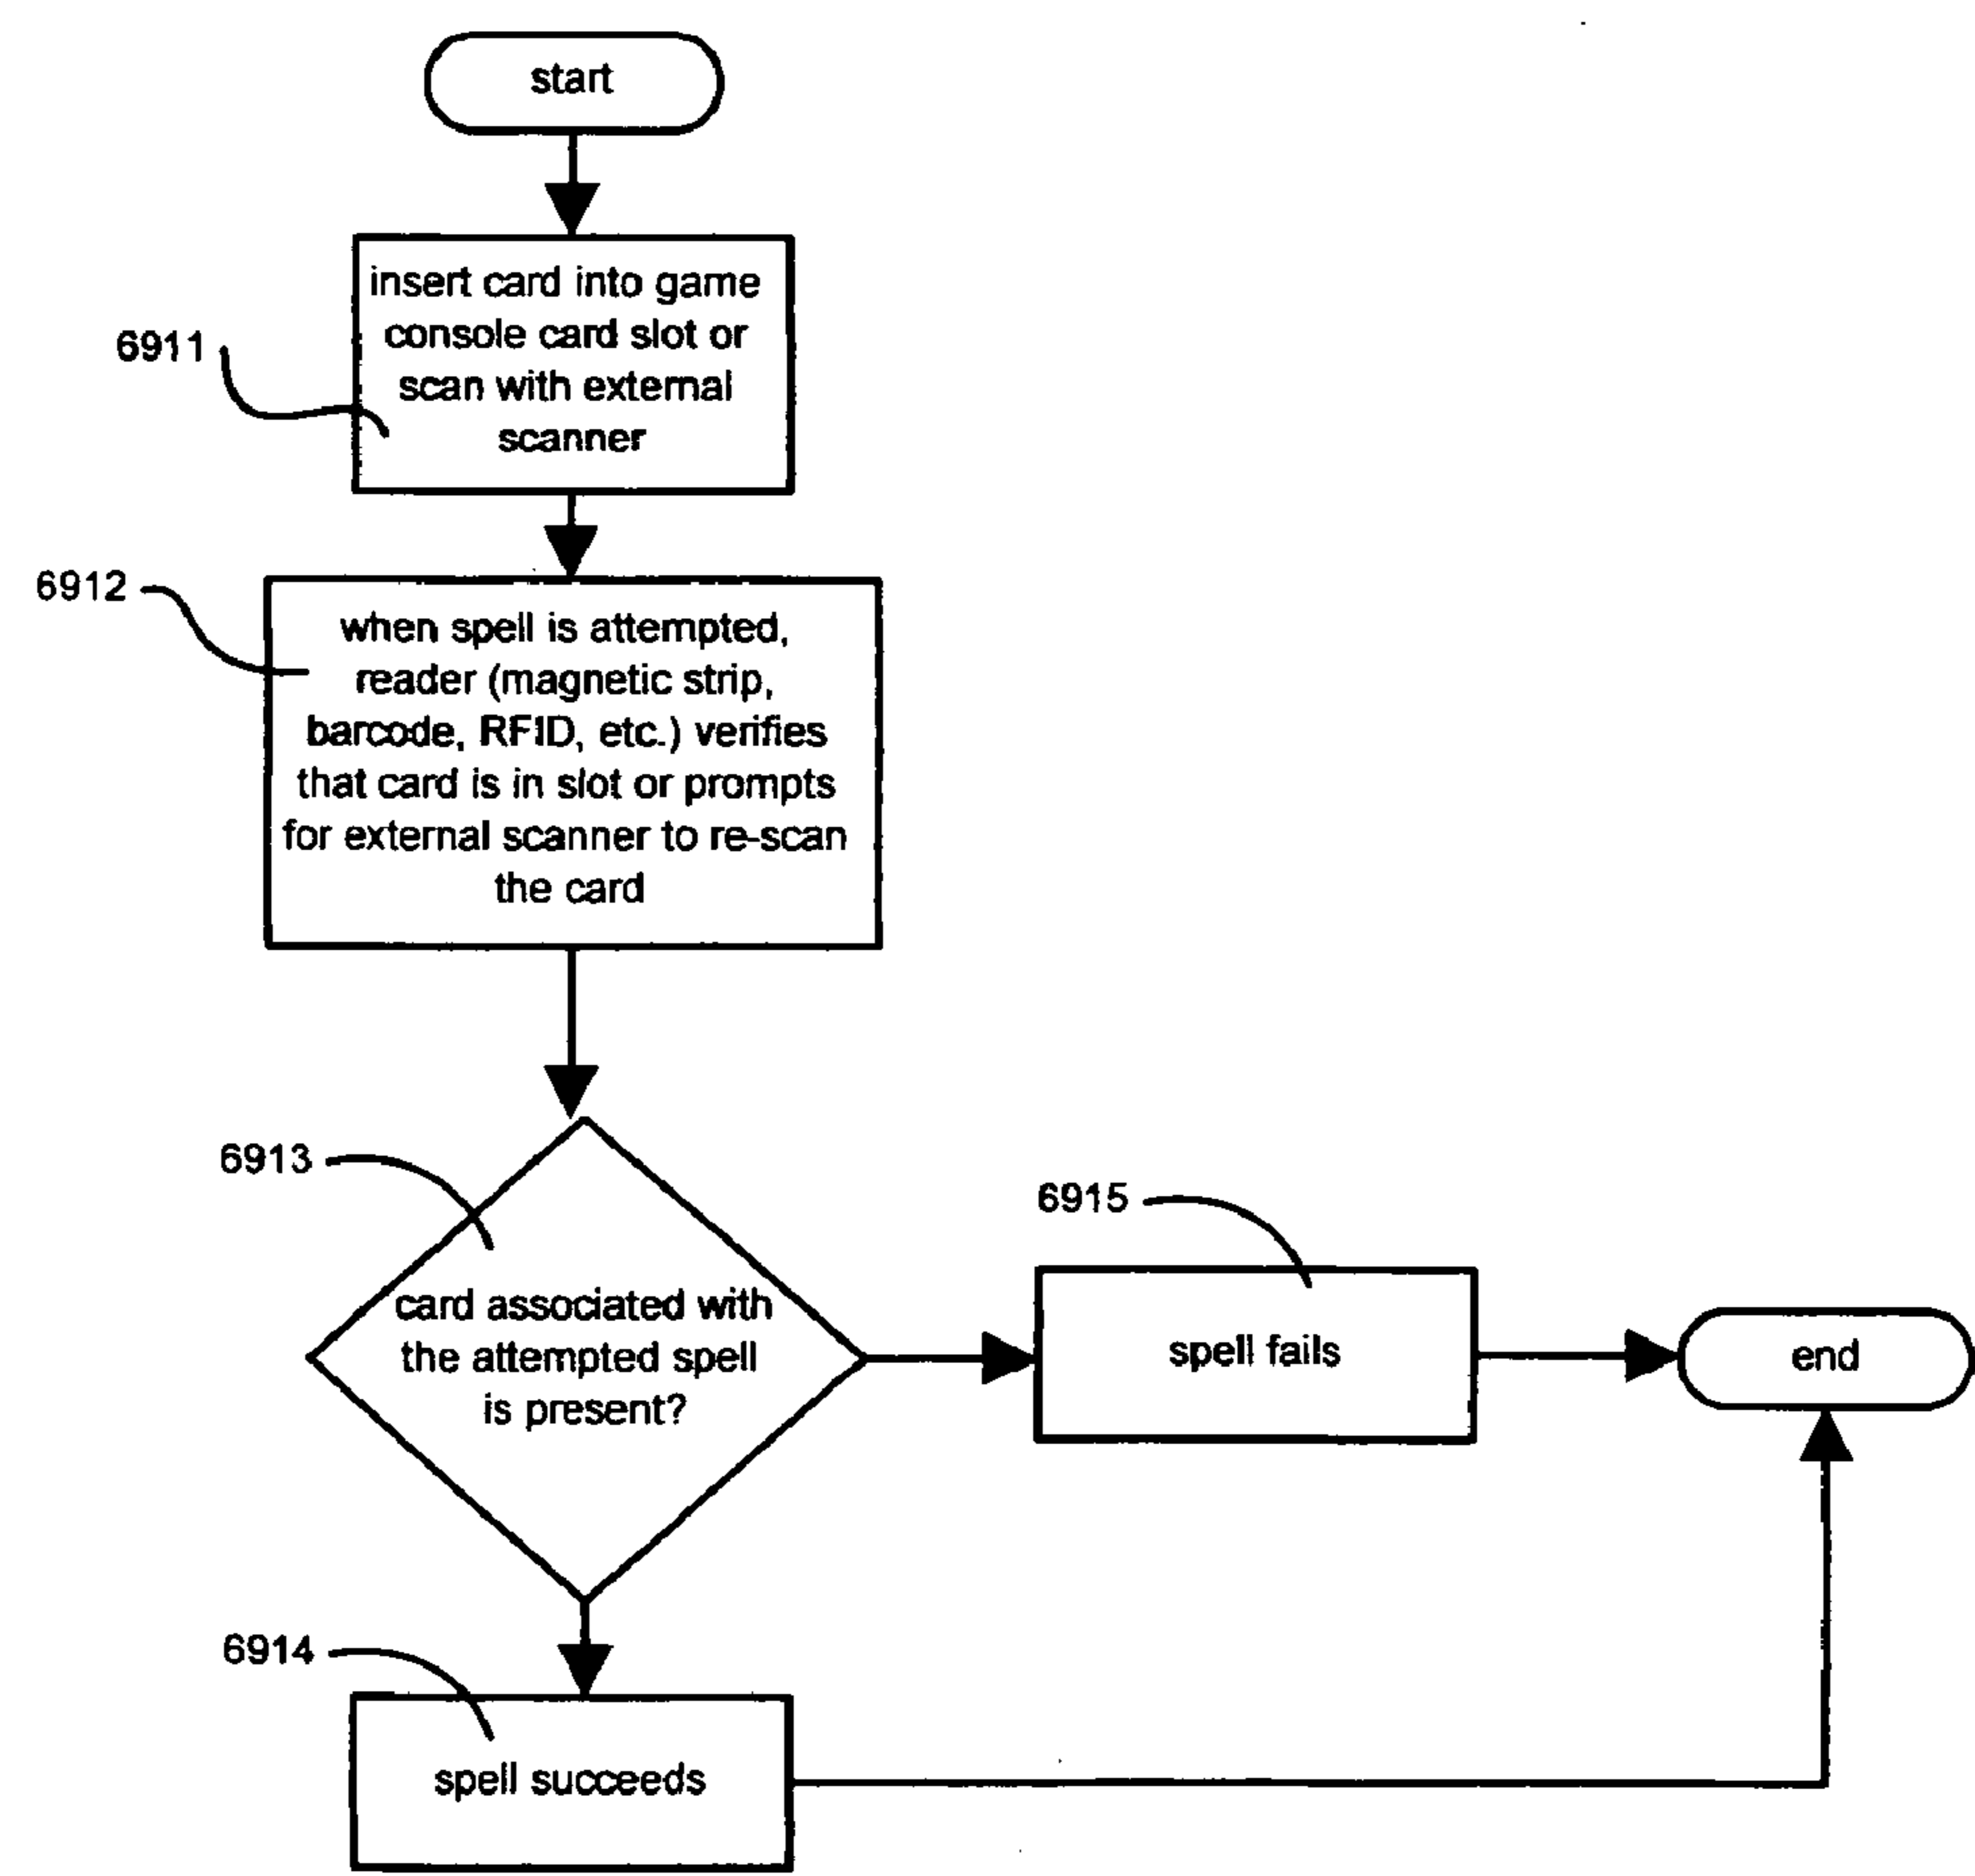 start
6911
insert card into game
console card slot or
scan with external
scanner
6912
when spell is attempted,
reader (magnetic strip,
barcode, RFID, etc.) verifies
that card is in slot or prompts
for external scanner to re-scan
the card
6913
card associated with
the attempted spell
is present?
6915
spell fails
end
6914
spell succeeds